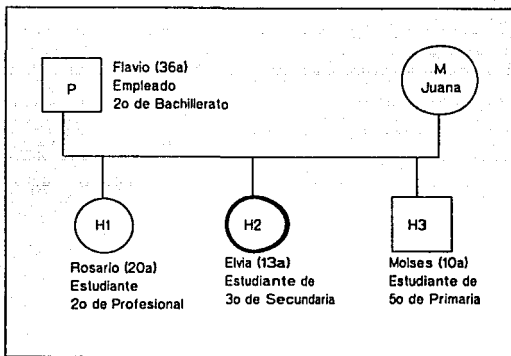 P
Flavio (36a)
Empleado
2o de Bachillerato
M
Juana
H1
Rosario (20a)
Estudiante
2o de Profesional
H2
Elvia (13a)
Estudiante de
3o de Secundaria
H3
Moises (10a)
Estudiante de
5o de Primaria